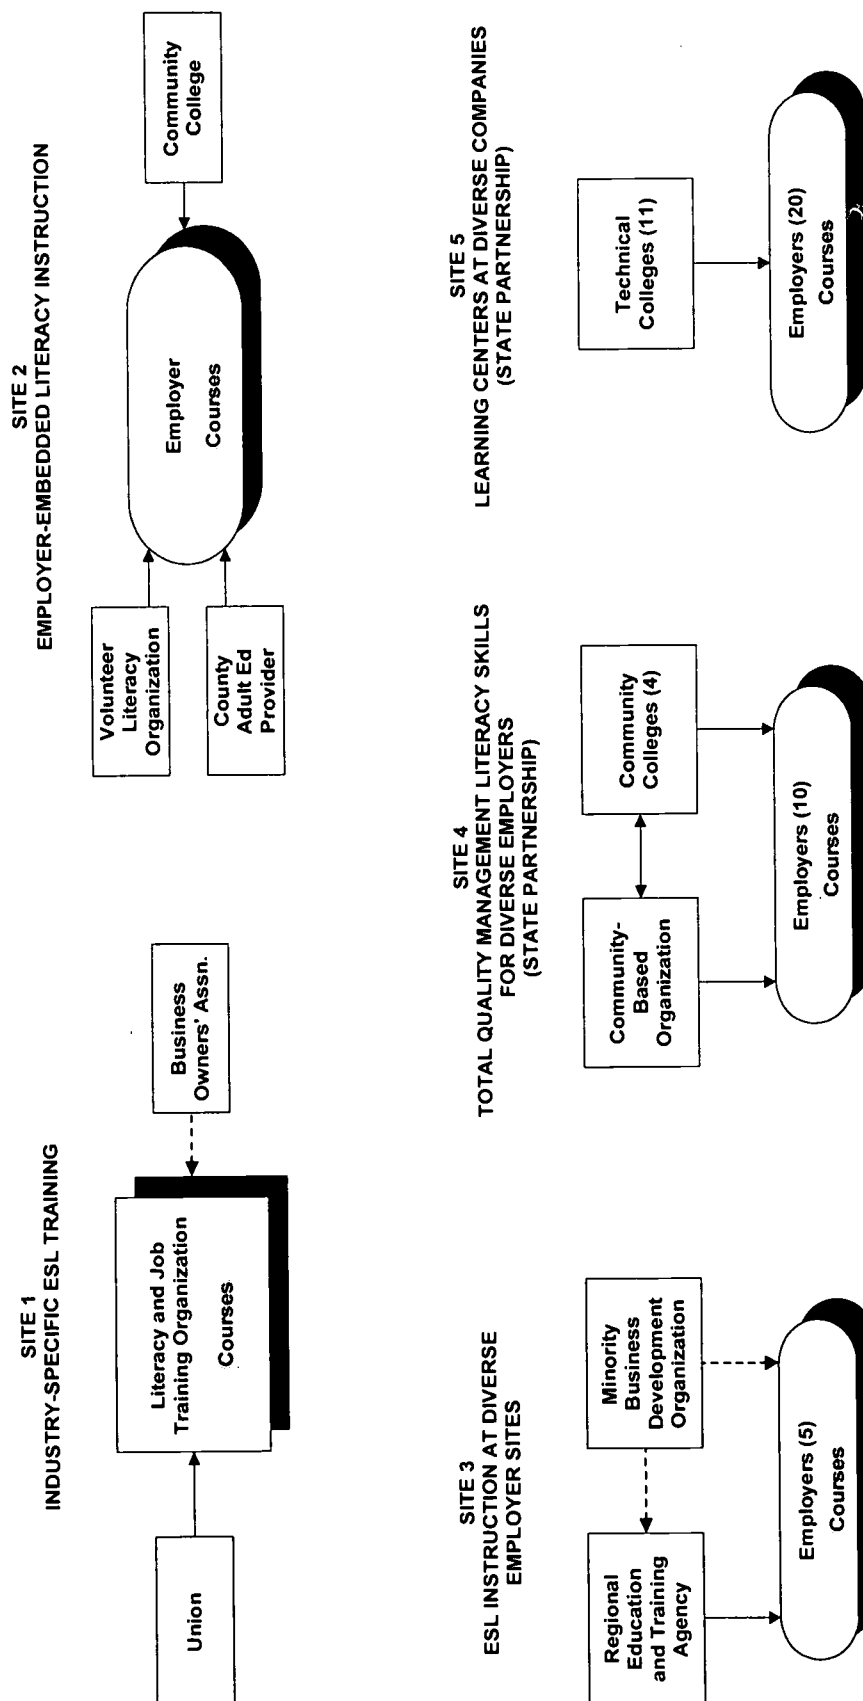 SITE 1
INDUSTRY-SPECIFIC ESL TRAINING
Union
Literacy and Job
Training Organization
Courses
Business
Owners' Assn.
SITE 2
EMPLOYER-EMBEDDED LITERACY INSTRUCTION
Volunteer
Literacy
Organization
County
Adult Ed
Provider
Employer
Courses
Community
College
SITE 3
ESL INSTRUCTION AT DIVERSE
EMPLOYER SITES
Regional
Education
and Training
Agency
Minority
Business
Development
Organization
Employers (5)
Courses
SITE 4
TOTAL QUALITY MANAGEMENT LITERACY SKILLS
FOR DIVERSE EMPLOYERS
(STATE PARTNERSHIP)
Community-
Based
Organization
Community
Colleges (4)
Employers (10)
Courses
SITE 5
LEARNING CENTERS AT DIVERSE COMPANIES
(STATE PARTNERSHIP)
Technical
Colleges (11)
Employers (20)
Courses